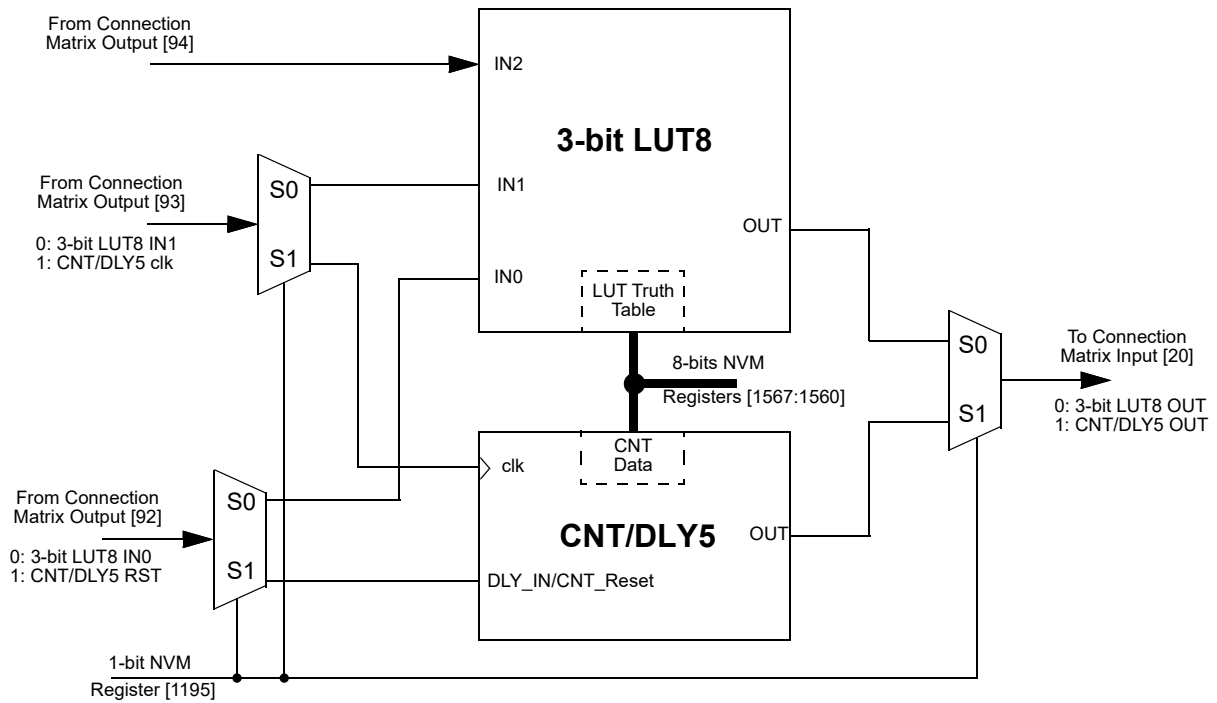 From Connection
Matrix Output [94]
IN2
3-bit LUT8
From Connection
Matrix Output [93]
0: 3-bit LUT8 IN1
1: CNT/DLY5 clk
S0
S1
IN1
IN0
OUT
LUT Truth
Table
8-bits NVM
Registers [1567:1560]
S0
S1
To Connection
Matrix Input [20]
0: 3-bit LUT8 OUT
1: CNT/DLY5 OUT
CNT
Data
clk
CNT/DLY5
OUT
DLY_IN/CNT_Reset
From Connection
Matrix Output [92]
0: 3-bit LUT8 IN0
1: CNT/DLY5 RST
S0
S1
1-bit NVM
Register [1195]